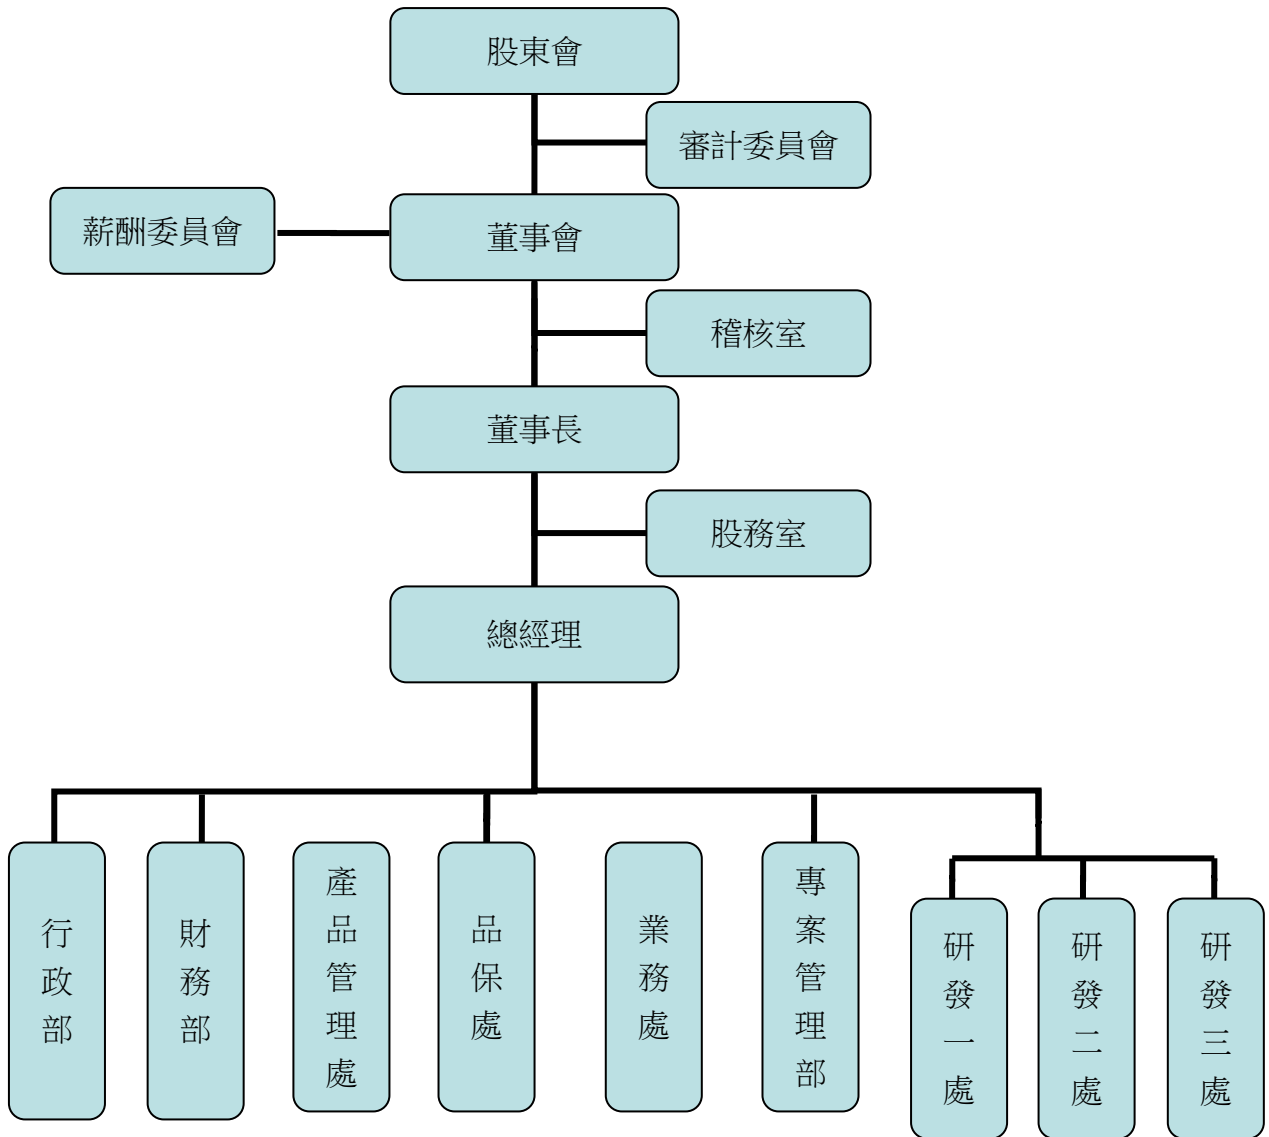 股東會
審計委員會
薪酬委員會
董事會
稽核室
董事長
股務室
總經理
行政部
財務部
產品管理處
品保處
業務處
專案管理部
研發一處
研發二處
研發三處